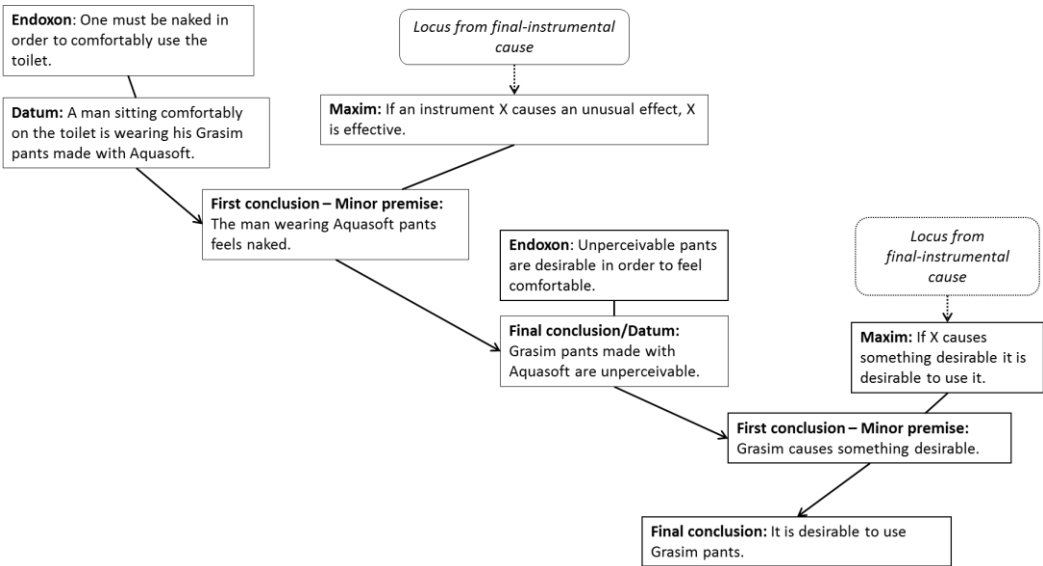 Endoxon: One must be naked in
order to comfortably use the
toilet.
Locus from final-instrumental
cause
Datum: A man sitting comfortably
on the toilet is wearing his Grasim
pants made with Aquasoft.
Maxim: If an instrument X causes an unusual effect, X
is effective.
First conclusion – Minor premise:
The man wearing Aquasoft pants
feels naked.
Endoxon: Unperceivable pants
are desirable in order to feel
comfortable.
Locus from
final-instrumental
cause
Final conclusion/Datum:
Grasim pants made with
Aquasoft are unperceivable.
Maxim: If X causes
something desirable it is
desirable to use it.
First conclusion – Minor premise:
Grasim causes something desirable.
Final conclusion: It is desirable to use
Grasim pants.